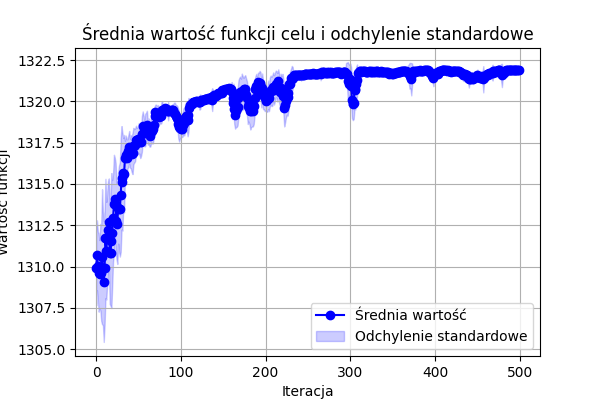 Średnia wartość funkcji celu i odchylenie standardowe
1322.5
1320.0
1317.5
1315.0
1312.5
1310.0
1307.5
1305.0
Wartość funkcji
0 100 200 300 400 500
Iteracja
Średnia wartość
Odchylenie standardowe